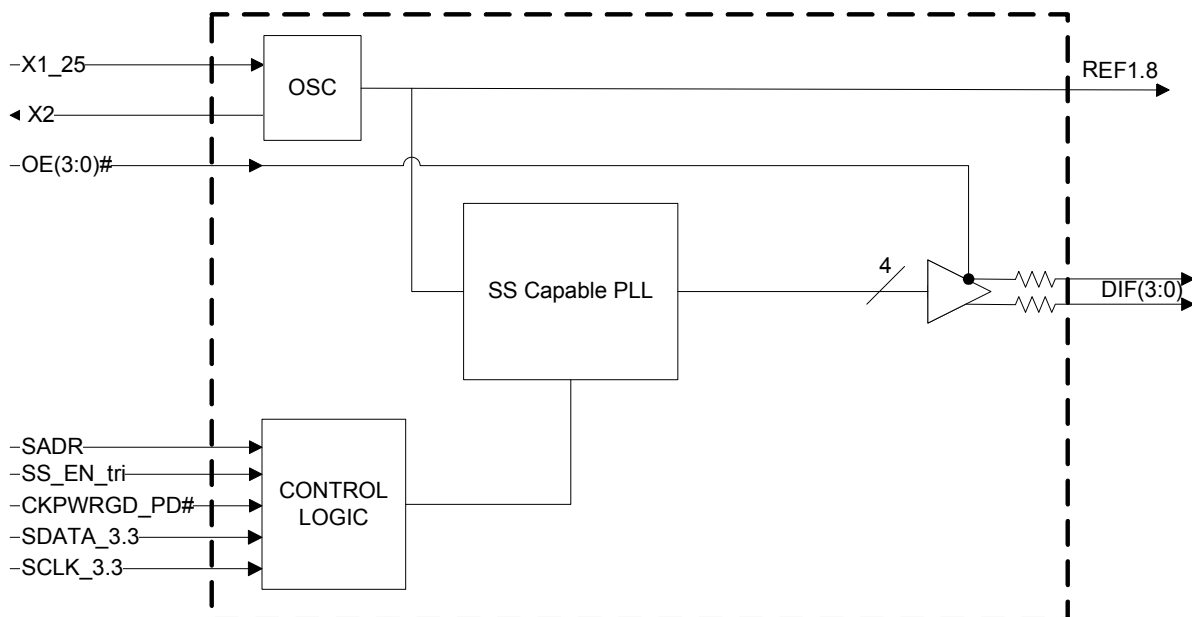 X1_25
OSC
REF1.8
X2
OE(3:0)#
4
SS Capable PLL
DIF(3:0)
SADR
SS_EN_tri
CKPWRGD_PD#
CONTROL
LOGIC
SDATA_3.3
SCLK_3.3